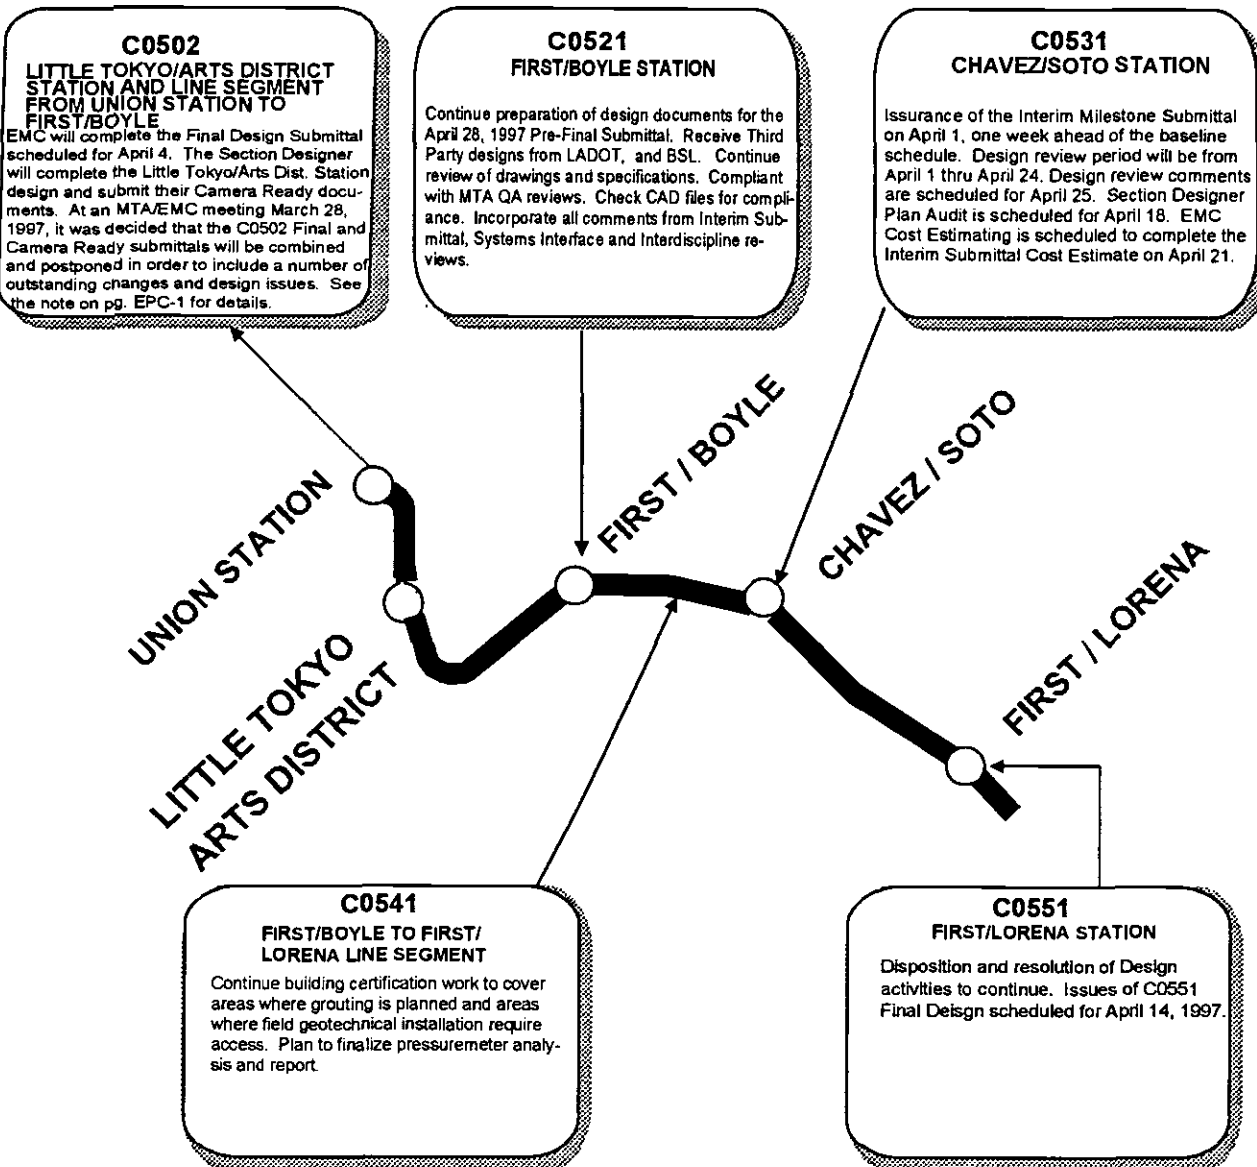 C0502
LITTLE TOKYO/ARTS DISTRICT
STATION AND LINE SEGMENT
FROM UNION STATION TO
FIRST/BOYLE
EMC will complete the Final Design Submittal
scheduled for April 4. The Section Designer
will complete the Little Tokyo/Arts Dist. Station
design and submit their Camera Ready docu-
ments. At an MTA/EMC meeting March 28,
1997, it was decided that the C0502 Final and
Camera Ready submittals will be combined
and postponed in order to include a number of
outstanding changes and design issues. See
the note on pg. EPC-1 for details.
C0521
FIRST/BOYLE STATION
Continue preparation of design documents for the
April 28, 1997 Pre-Final Submittal. Receive Third
Party designs from LADOT, and BSL. Continue
review of drawings and specifications. Compliant
with MTA QA reviews. Check CAD files for compli-
ance. Incorporate all comments from Interim Sub-
mittal, Systems Interface and Interdiscipline re-
views.
C0531
CHAVEZ/SOTO STATION
Issurance of the Interim Milestone Submittal
on April 1, one week ahead of the baseline
schedule. Design review period will be from
April 1 thru April 24. Design review comments
are scheduled for April 25. Section Designer
Plan Audit is scheduled for April 18. EMC
Cost Estimating is scheduled to complete the
Interim Submittal Cost Estimate on April 21.
UNION STATION
LITTLE TOKYO
ARTS DISTRICT
FIRST / BOYLE
CHAVEZ / SOTO
FIRST / LORENA
C0541
FIRST/BOYLE TO FIRST/
LORENA LINE SEGMENT
Continue building certification work to cover
areas where grouting is planned and areas
where field geotechnical installation require
access. Plan to finalize pressuremeter analy-
sis and report.
C0551
FIRST/LORENA STATION
Disposition and resolution of Design
activities to continue. Issues of C0551
Final Deisgn scheduled for April 14, 1997.